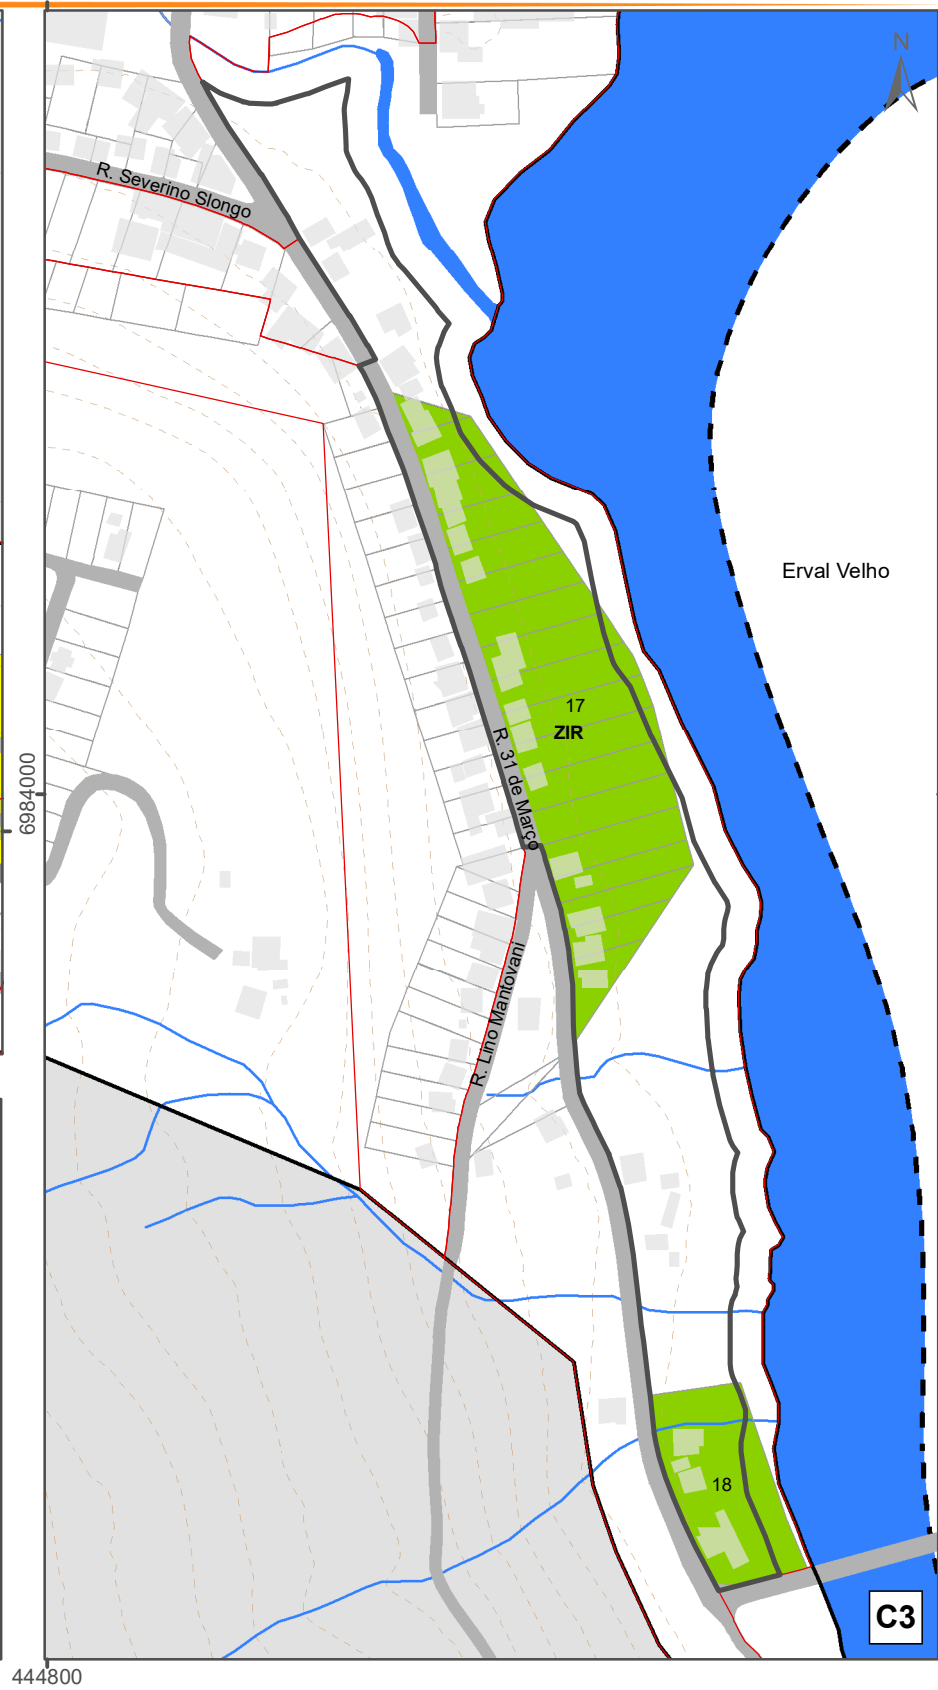 N
R. Severino Slongo
Erval Velho
17
ZIR
R. 31 de Março
6984000
R. Lino Mantovani
18
C3
444800